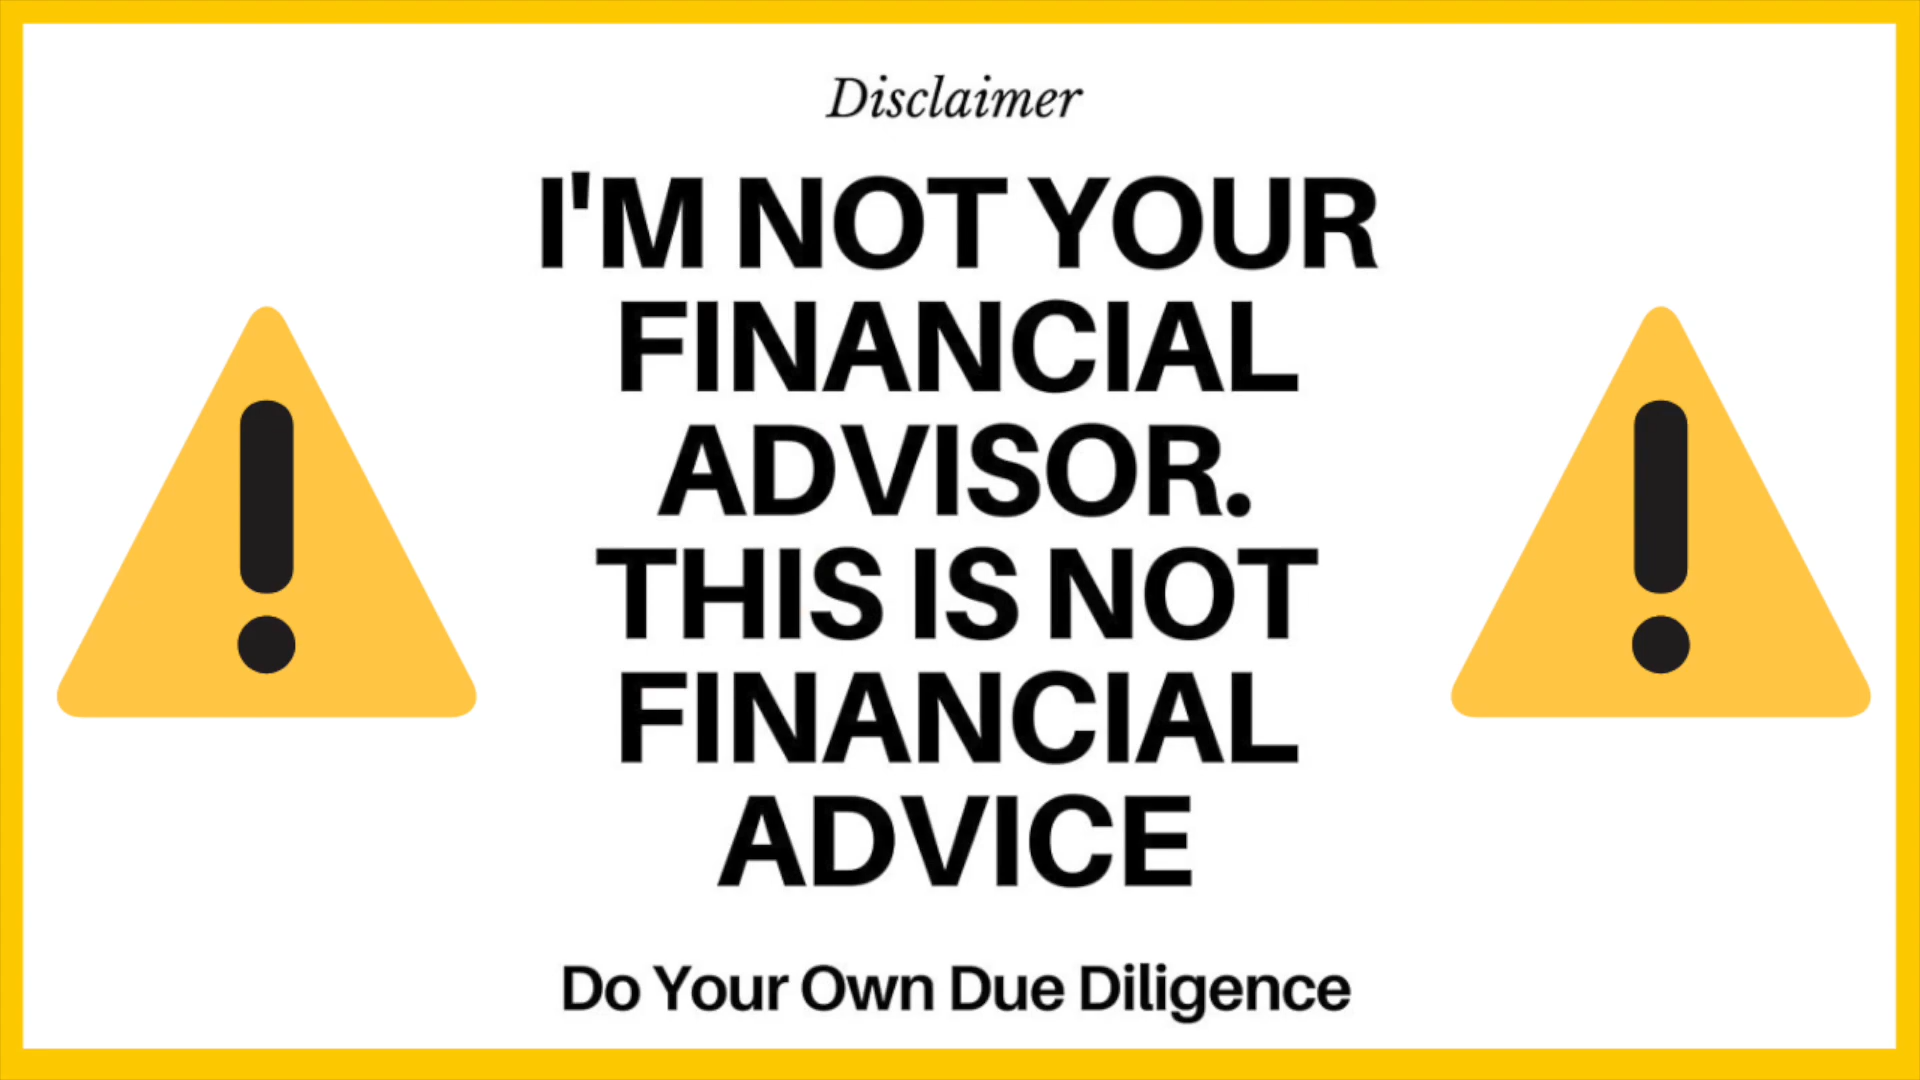 Disclaimer
I'M NOT YOUR
FINANCIAL
ADVISOR.
THIS IS NOT
FINANCIAL
ADVICE
Do Your Own Due Diligence